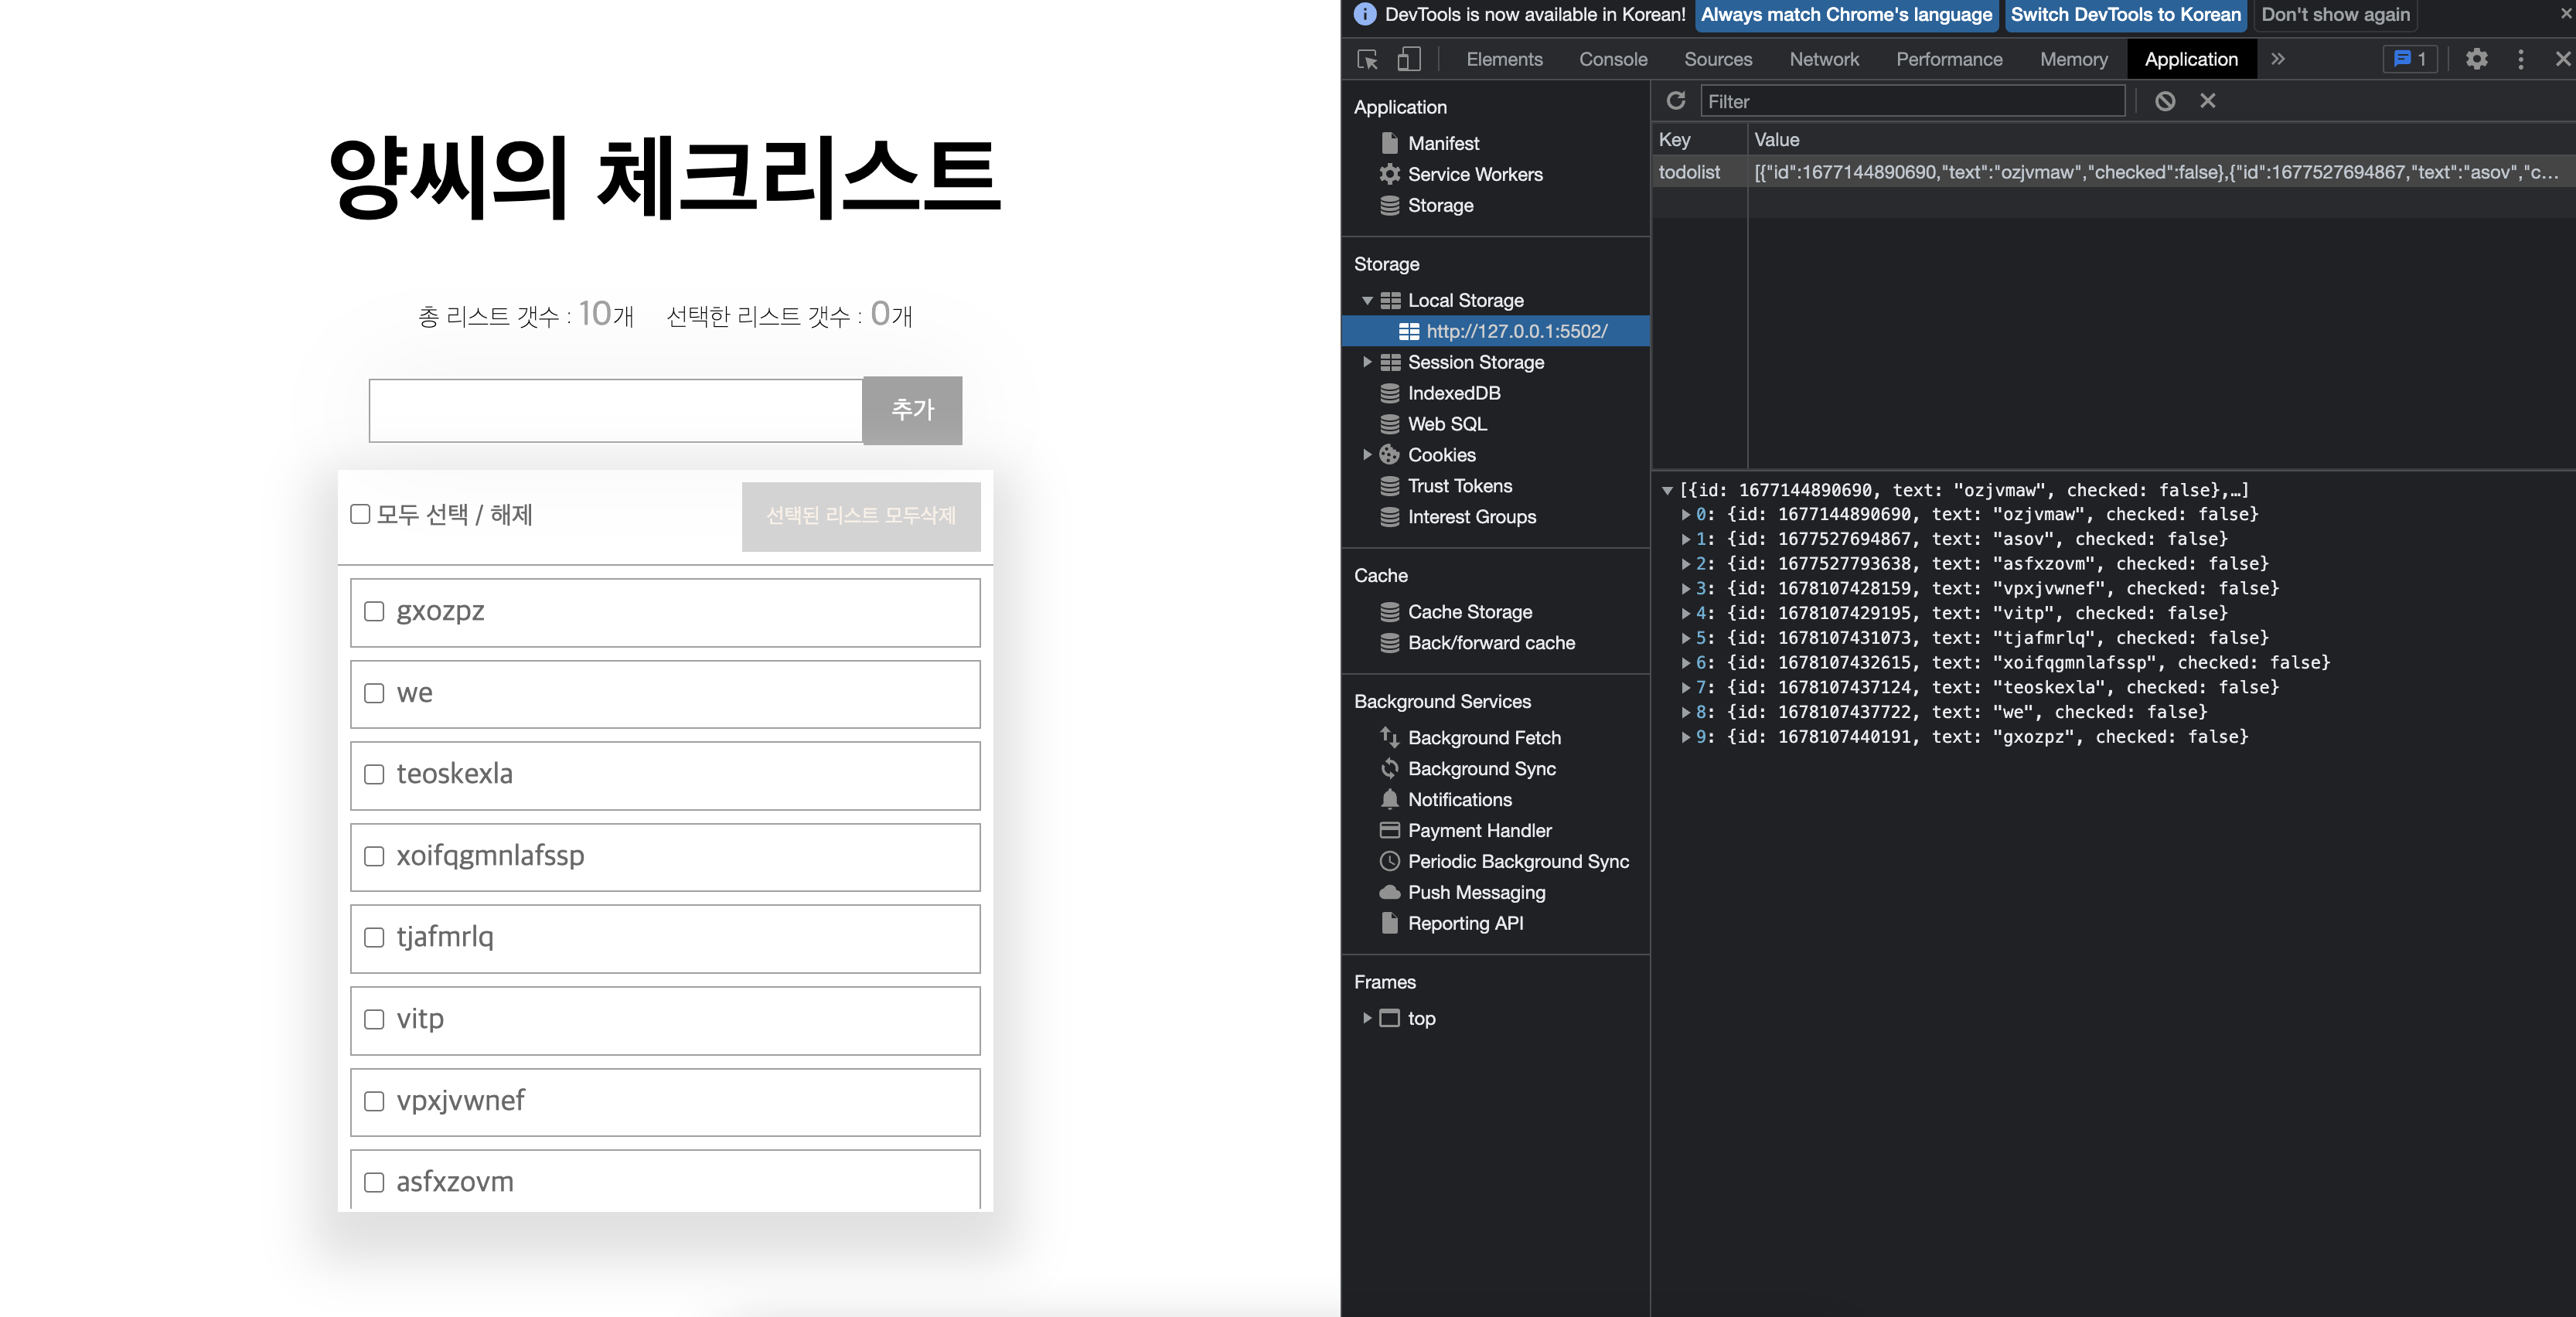 양씨의 체크리스트
총 리스트 갯수 : 10개 선택한 리스트 갯수 : 0개
추가
모두 선택 / 해제 선택된 리스트 모두삭제
gxozpz
we
teoskexla
xoifqgmnlafssp
tjafmrlq
vitp
vpxjvwnef
asfxzovm
DevTools is now available in Korean! Always match Chrome's language Switch DevTools to Korean Don't show again
Elements Console Sources Network Performance Memory Application 1
Application
Manifest
Service Workers
Storage
Storage
Local Storage
http://127.0.0.1:5502/
Session Storage
IndexedDB
Web SQL
Cookies
Trust Tokens
Interest Groups
Cache
Cache Storage
Back/forward cache
Background Services
Background Fetch
Background Sync
Notifications
Payment Handler
Periodic Background Sync
Push Messaging
Reporting API
Frames
top
Filter
Key Value
todolist [{"id":1677144890690,"text":"ozjvmaw","checked":false},{"id":1677527694867,"text":"asov","c…
[{id: 1677144890690, text: "ozjvmaw", checked: false},…]
0: {id: 1677144890690, text: "ozjvmaw", checked: false}
1: {id: 1677527694867, text: "asov", checked: false}
2: {id: 1677527793638, text: "asfxzovm", checked: false}
3: {id: 1678107428159, text: "vpxjvwnef", checked: false}
4: {id: 1678107429195, text: "vitp", checked: false}
5: {id: 1678107431073, text: "tjafmrlq", checked: false}
6: {id: 1678107432615, text: "xoifqgmnlafssp", checked: false}
7: {id: 1678107437124, text: "teoskexla", checked: false}
8: {id: 1678107437722, text: "we", checked: false}
9: {id: 1678107440191, text: "gxozpz", checked: false}